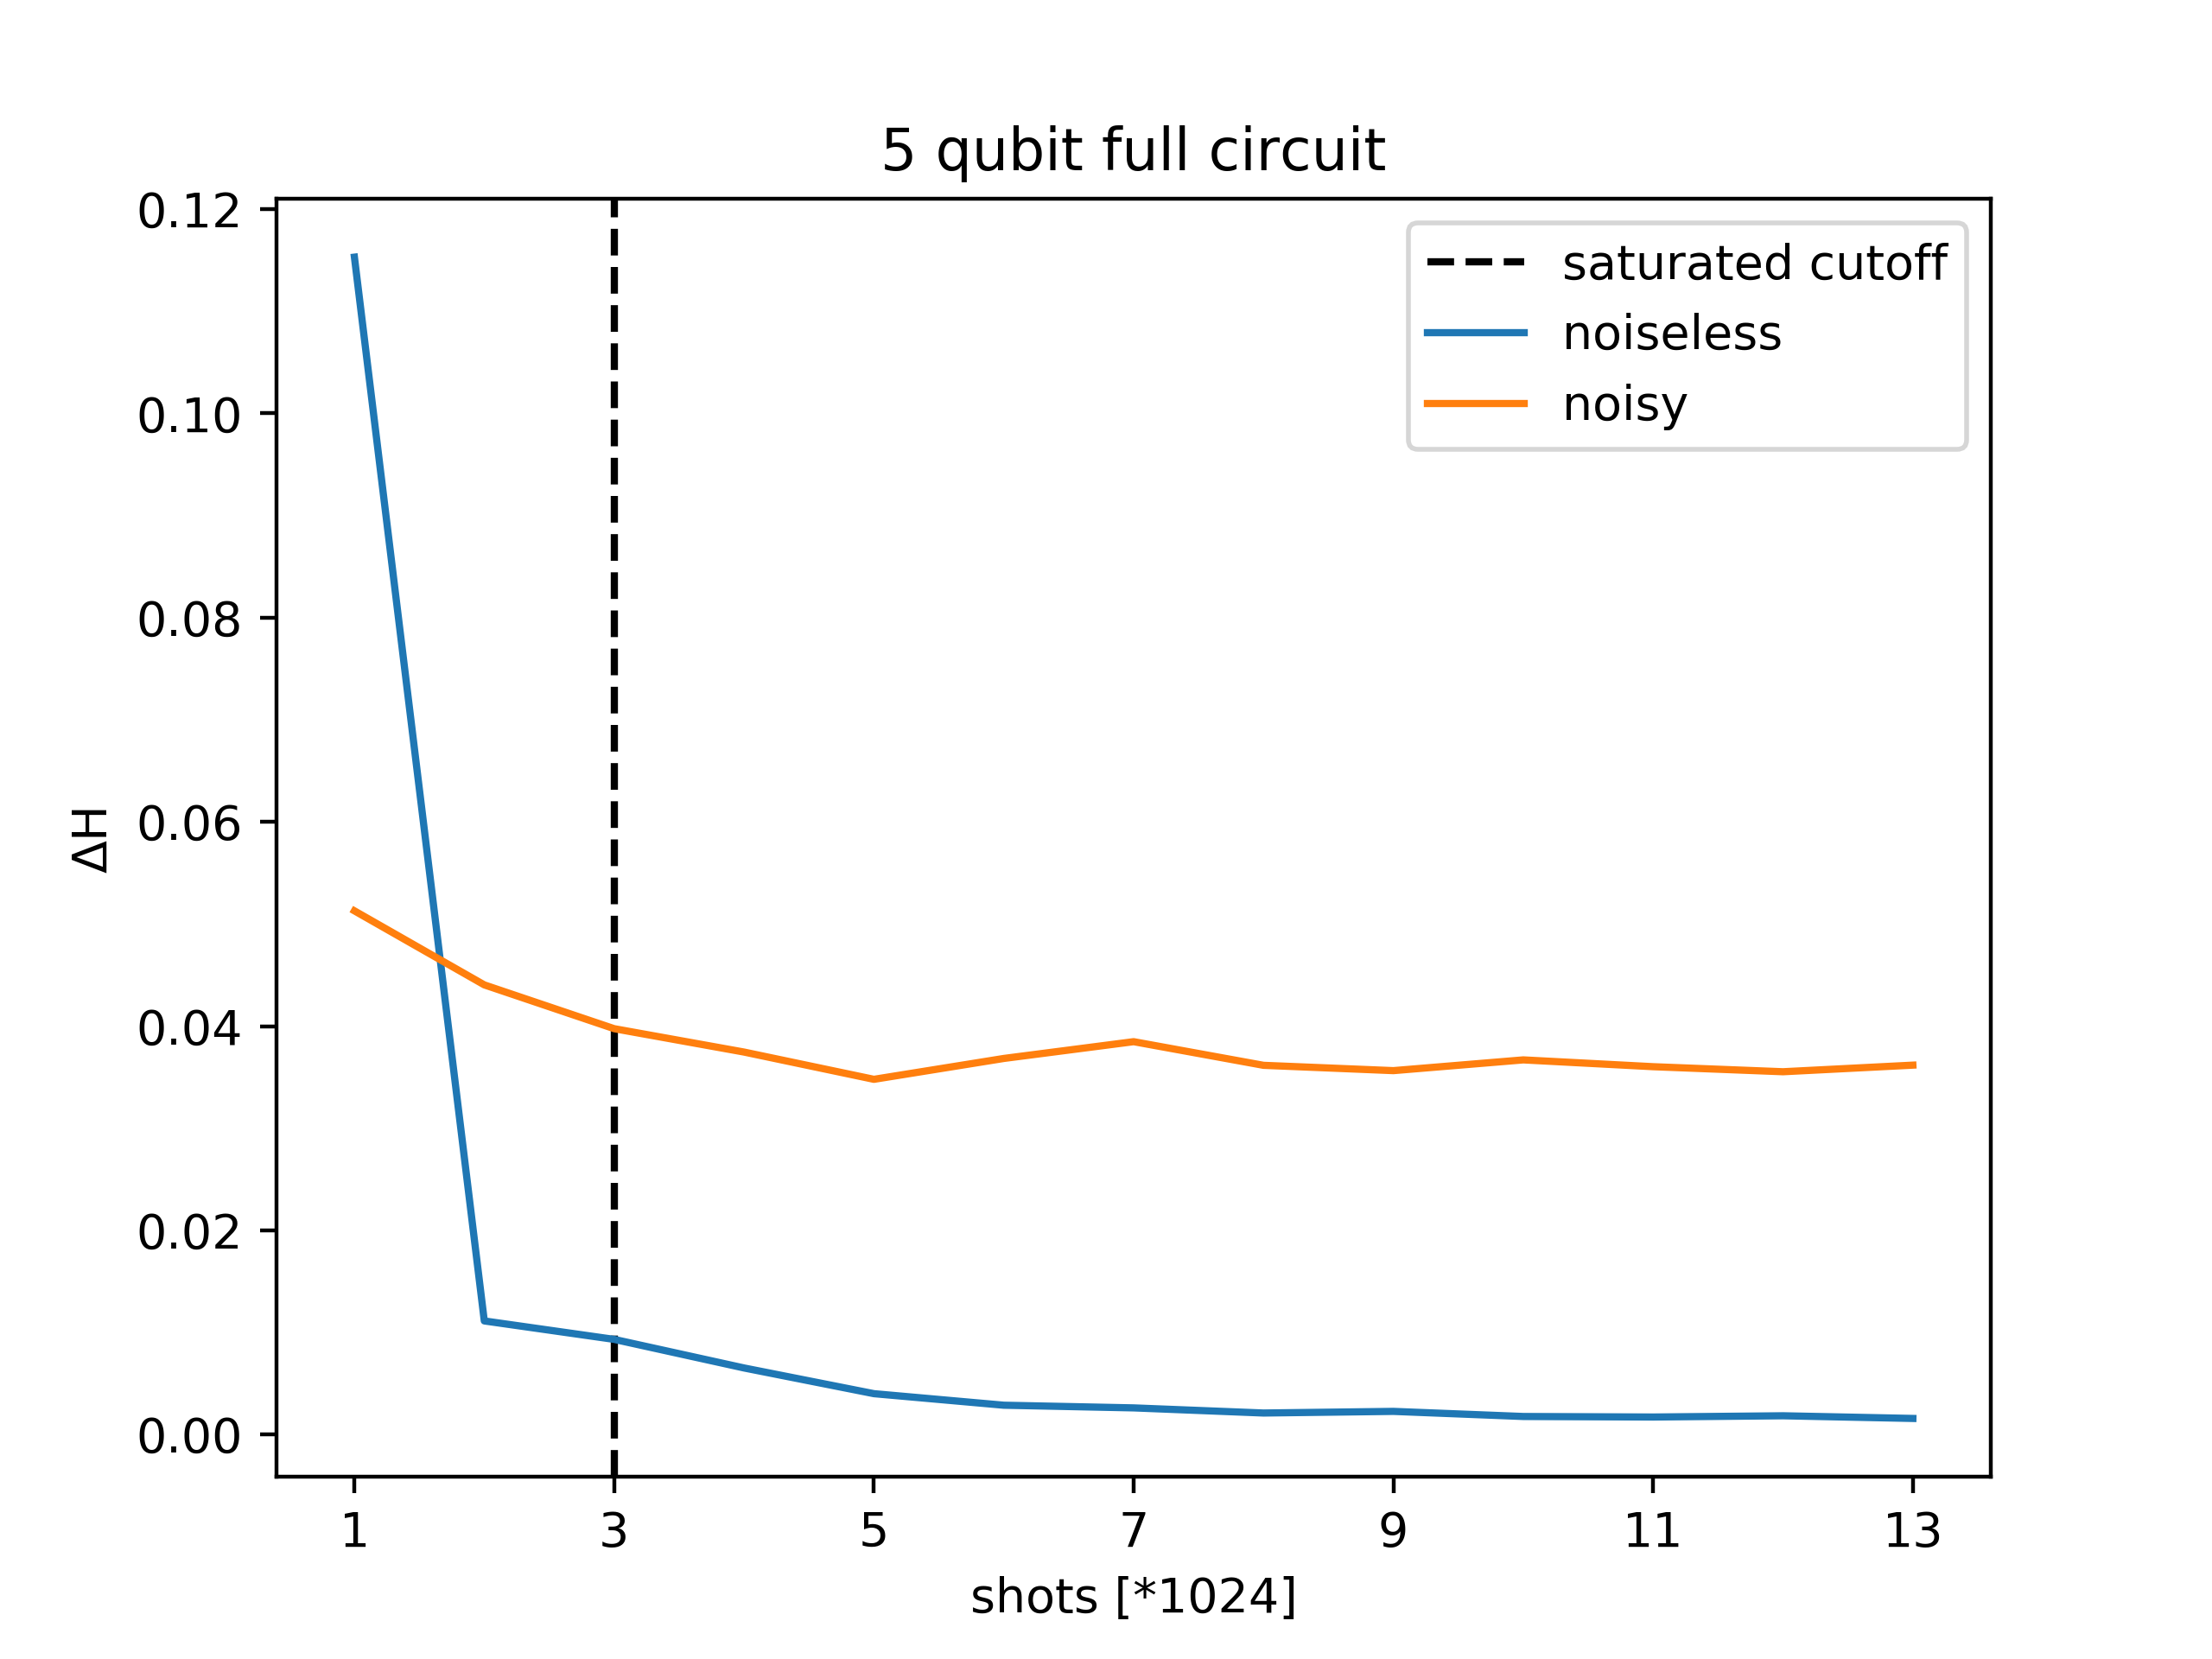 5 qubit full circuit
0.12
0.10
0.08
0.06
0.04
0.02
0.00
ΔH
saturated cutoff
noiseless
noisy
1 3 5 7 9 11 13
shots [*1024]